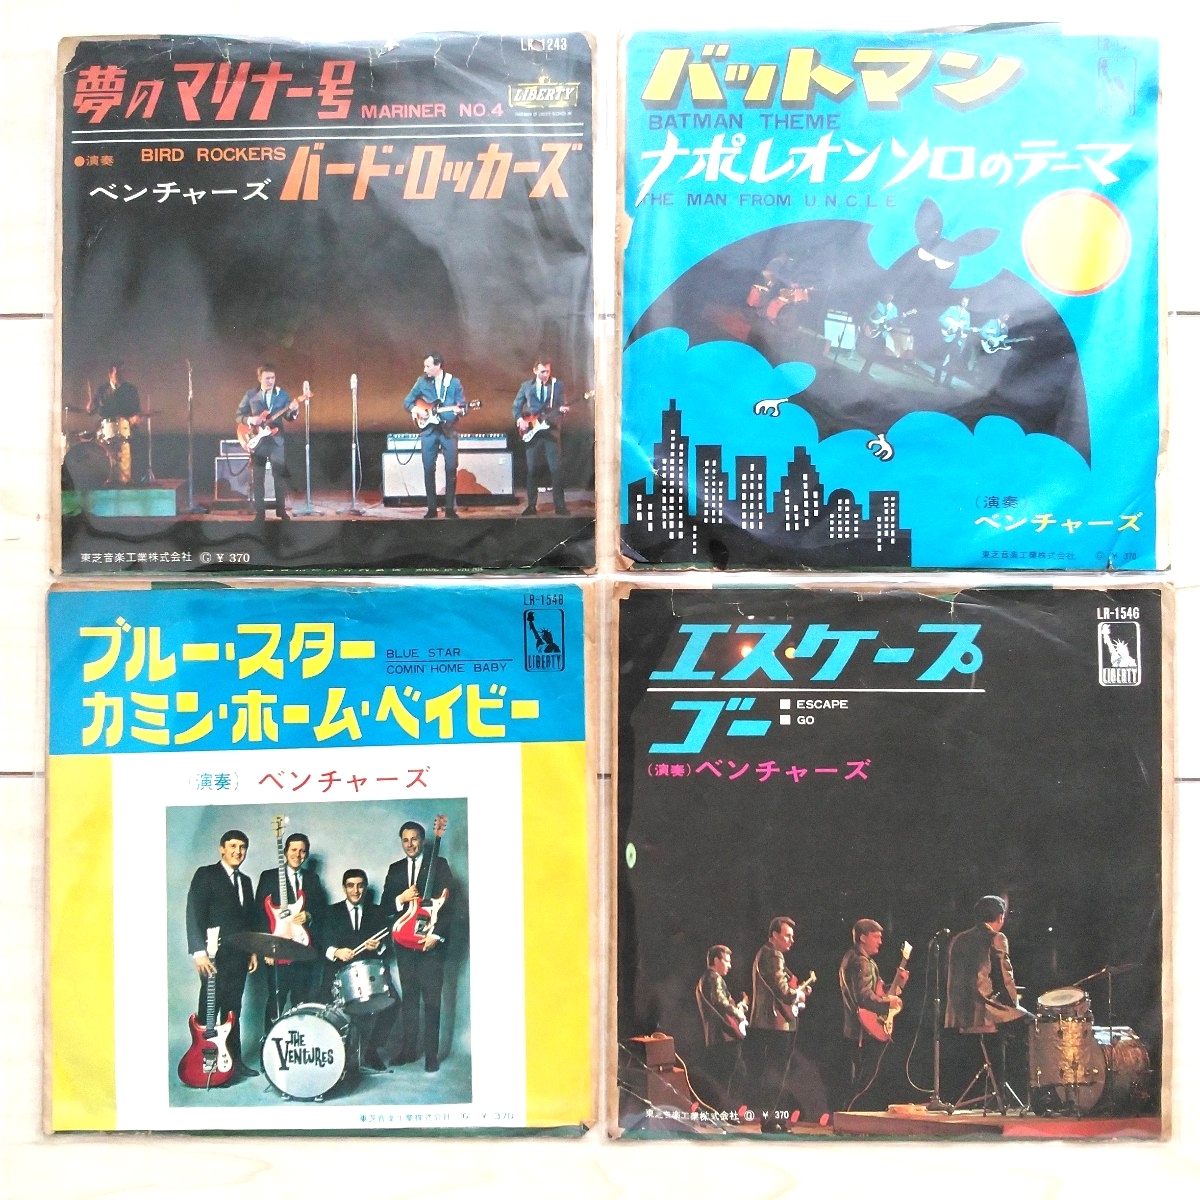 LR-1243
夢のマリナー号
MARINER NO.4
LIBERTY
●演奏
BIRD ROCKERS
バード・ロッカーズ
ベンチャーズ
東芝音楽工業株式会社 Ⓖ ¥ 370
バットマン
BATMAN THEME
ナポレオンソロのテーマ
THE MAN FROM U N C L E
(演奏)
ベンチャーズ
東芝音楽工業株式会社 Ⓒ ¥ 370
LR-1548
ブルー・スター
BLUE STAR
COMIN' HOME BABY
LIBERTY
カミン・ホーム・ベイビー
(演奏) ベンチャーズ
THE
VENTURES
東芝音楽工業株式会社 ¥ 370
LR-1546
エスケープ
LIBERTY
ゴー
■ ESCAPE
■ GO
(演奏) ベンチャーズ
東芝音楽工業株式会社 Ⓓ ¥ 370